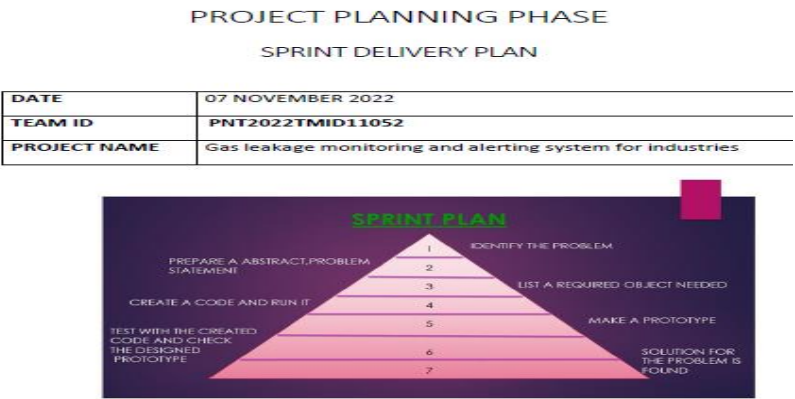 PROJECT PLANNING PHASE
SPRINT DELIVERY PLAN
DATE 07 NOVEMBER 2022
TEAM ID PNT2022TMID11052
PROJECT NAME Gas leakage monitoring and alerting system for industries
SPRINT PLAN
1 IDENTIFY THE PROBLEM
PREPARE A ABSTRACT,PROBLEM
STATEMENT
2
3 LIST A REQUIRED OBJECT NEEDED
CREATE A CODE AND RUN IT 4
5 MAKE A PROTOTYPE
TEST WITH THE CREATED
CODE AND CHECK
THE DESIGNED
PROTOTYPE
6
7
SOLUTION FOR
THE PROBLEM IS
FOUND